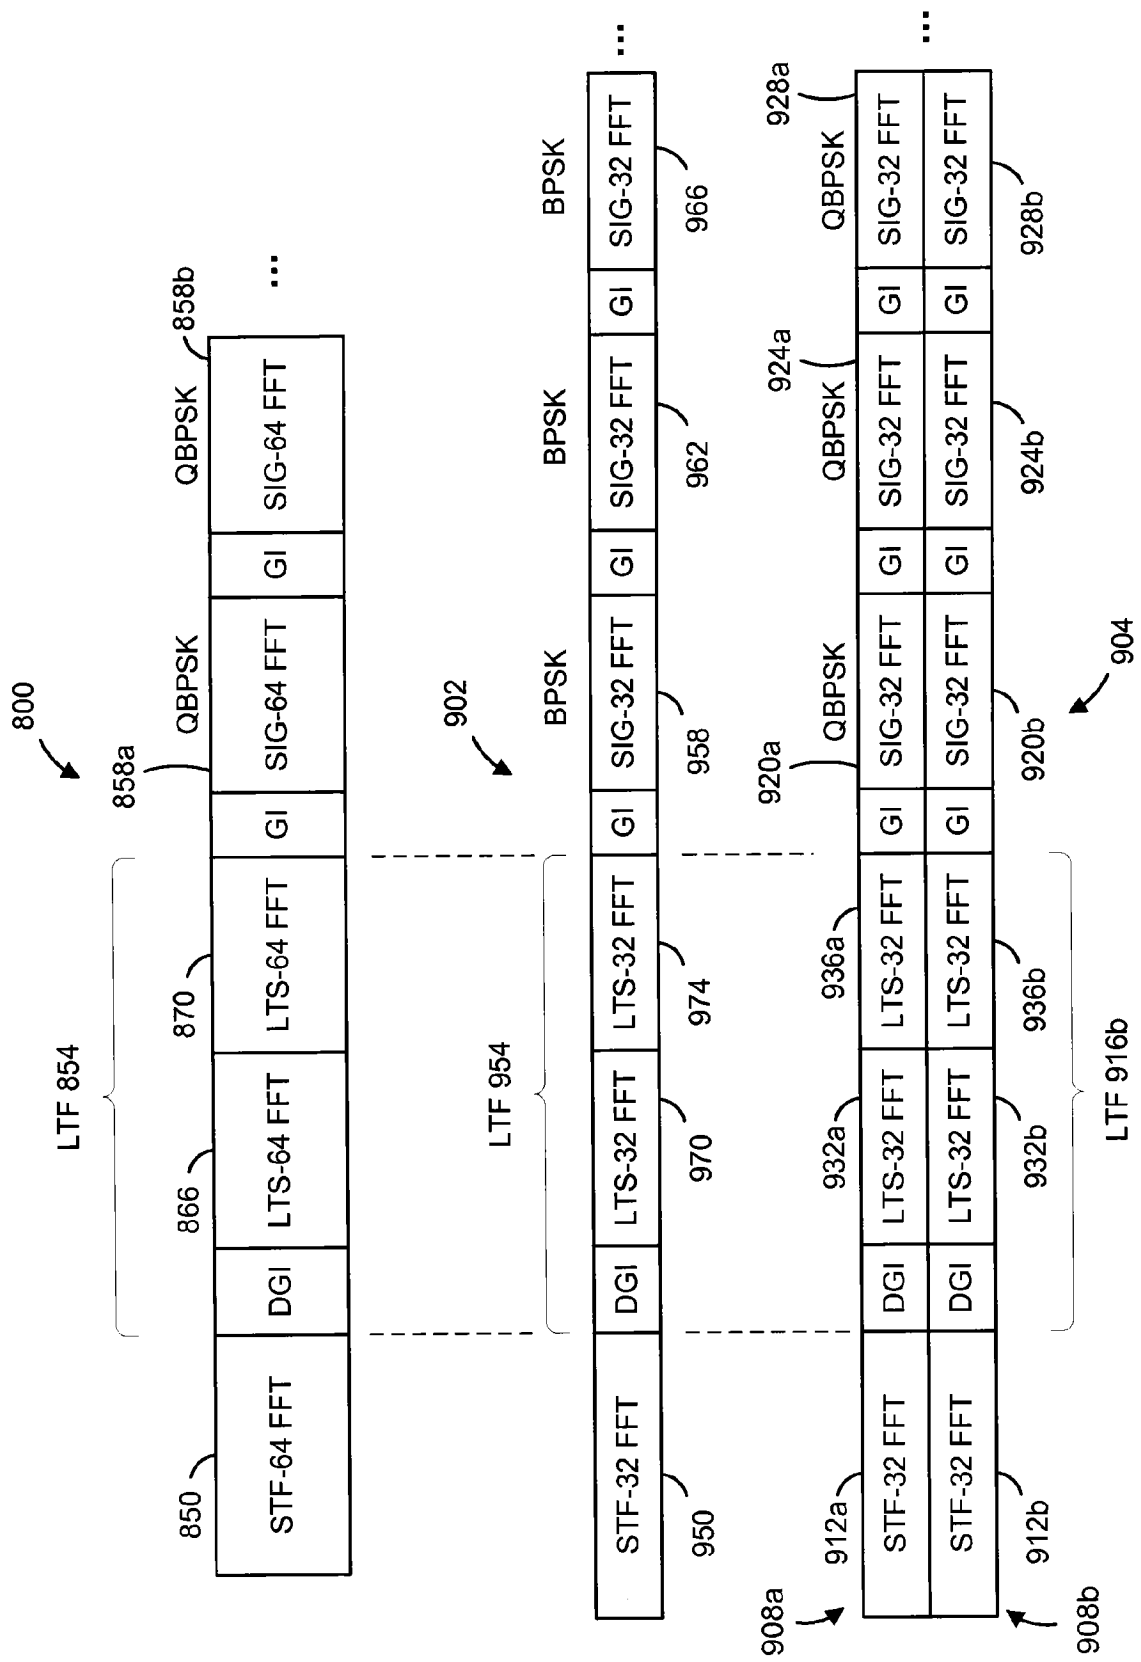 800
LTF 854
850
866
870
858a
QBPSK
QBPSK
858b
STF-64 FFT
DGI
LTS-64 FFT
LTS-64 FFT
GI
SIG-64 FFT
GI
SIG-64 FFT
...
902
LTF 954
BPSK
BPSK
BPSK
STF-32 FFT
DGI
LTS-32 FFT
LTS-32 FFT
GI
SIG-32 FFT
GI
SIG-32 FFT
GI
SIG-32 FFT
...
950
970
974
958
962
966
908a
912a
932a
936a
920a
QBPSK
924a
QBPSK
928a
QBPSK
STF-32 FFT
DGI
LTS-32 FFT
LTS-32 FFT
GI
SIG-32 FFT
GI
SIG-32 FFT
GI
SIG-32 FFT
...
STF-32 FFT
DGI
LTS-32 FFT
LTS-32 FFT
GI
SIG-32 FFT
GI
SIG-32 FFT
GI
SIG-32 FFT
908b
912b
932b
936b
920b
924b
928b
LTF 916b
904